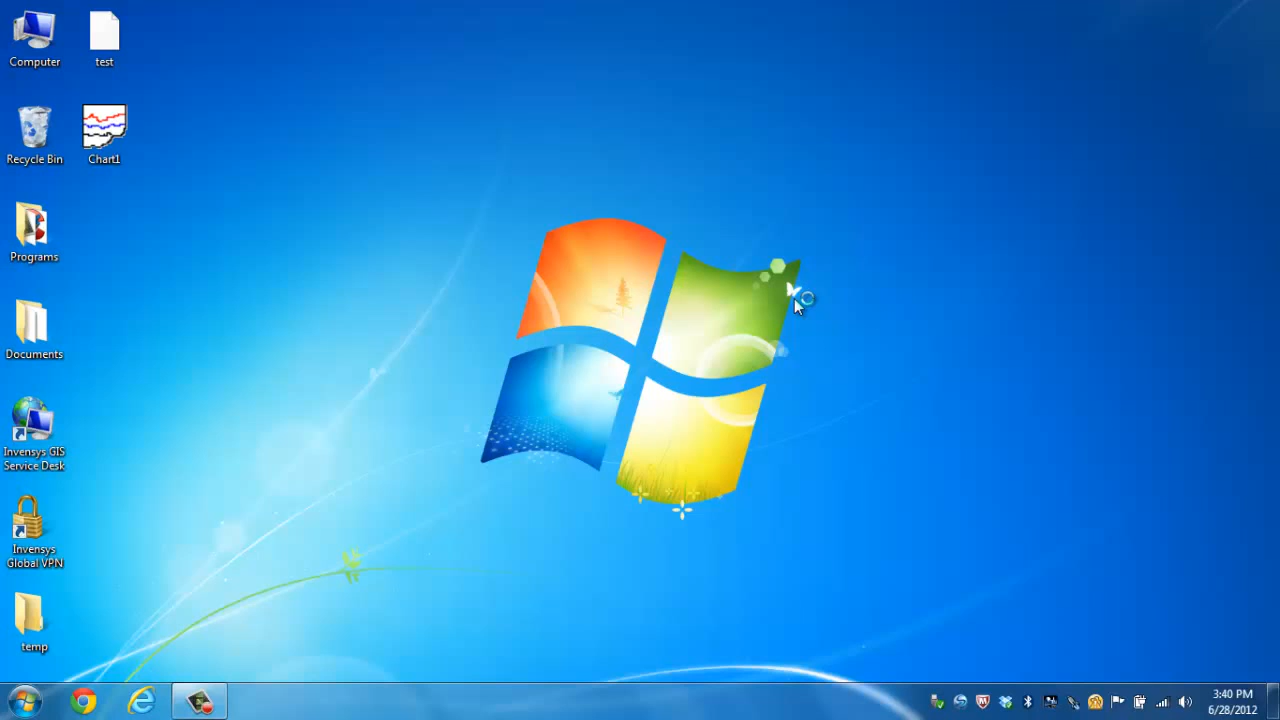 Computer
test
Recycle Bin
Chart1
Programs
Documents
Invensys GIS
Service Desk
Invensys
Global VPN
temp
3:40 PM
6/28/2012